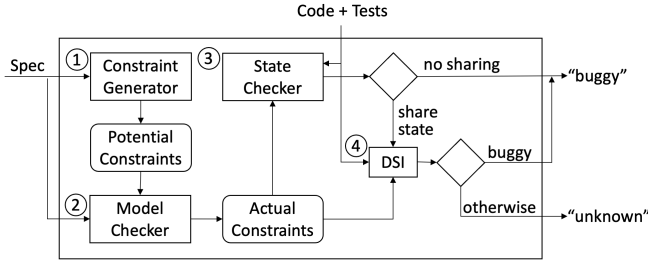 Code + Tests
Spec
1
Constraint
Generator
3
State
Checker
no sharing
"buggy"
Potential
Constraints
share
state
4
DSI
buggy
2
Model
Checker
Actual
Constraints
otherwise
"unknown"